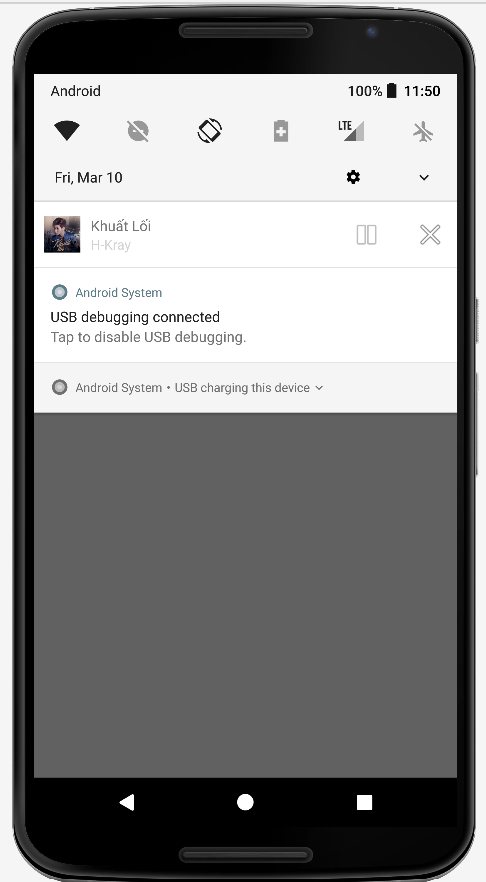 Android 100% 11:50
LTE
Fri, Mar 10
Khuất Lối
H-Kray
Android System
USB debugging connected
Tap to disable USB debugging.
Android System • USB charging this device